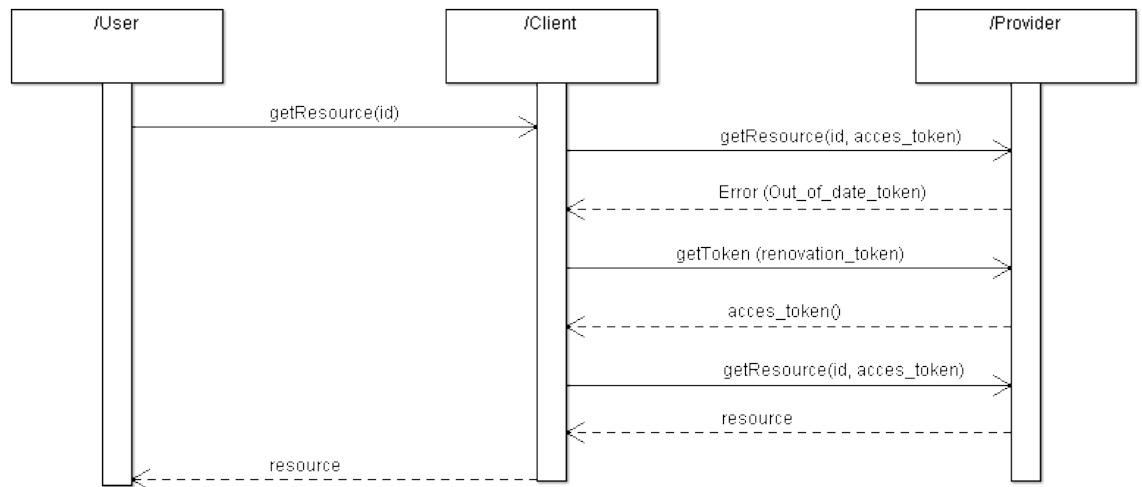 /User
/Client
/Provider
getResource(id)
getResource(id, acces_token)
Error (Out_of_date_token)
getToken (renovation_token)
acces_token()
getResource(id, acces_token)
resource
resource